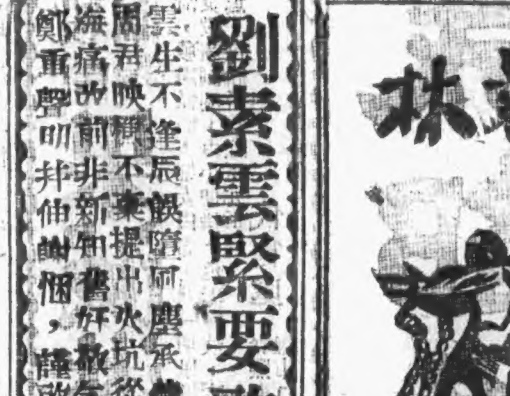 劉素雲緊要
雲生不逢辰誤墮風塵承
周君映樵不棄提出火坑從
海痛改前非新知舊好敬
鄭重聲明并伸謝悃，謹
林